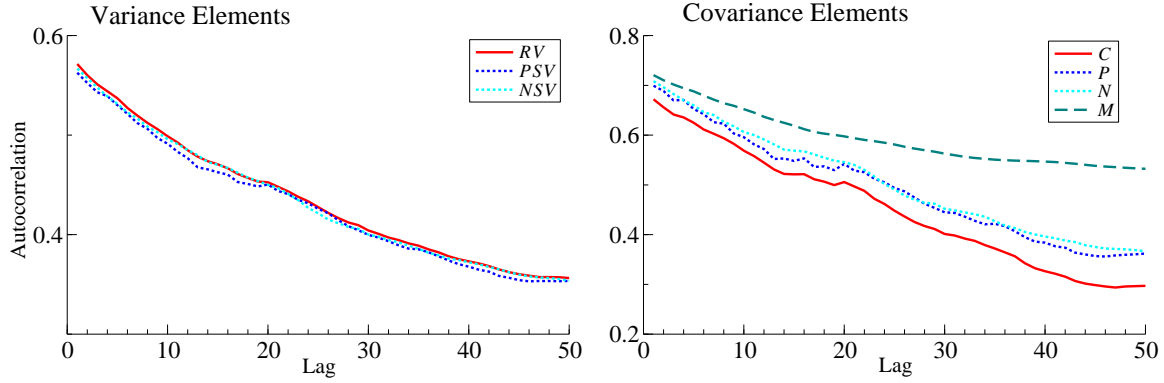 Variance Elements
0.6
0.4
Autocorrelation
RV
PSV
NSV
0
10
20
30
40
50
Lag
Covariance Elements
0.8
0.6
0.4
0.2
C
P
N
M
0
10
20
30
40
50
Lag